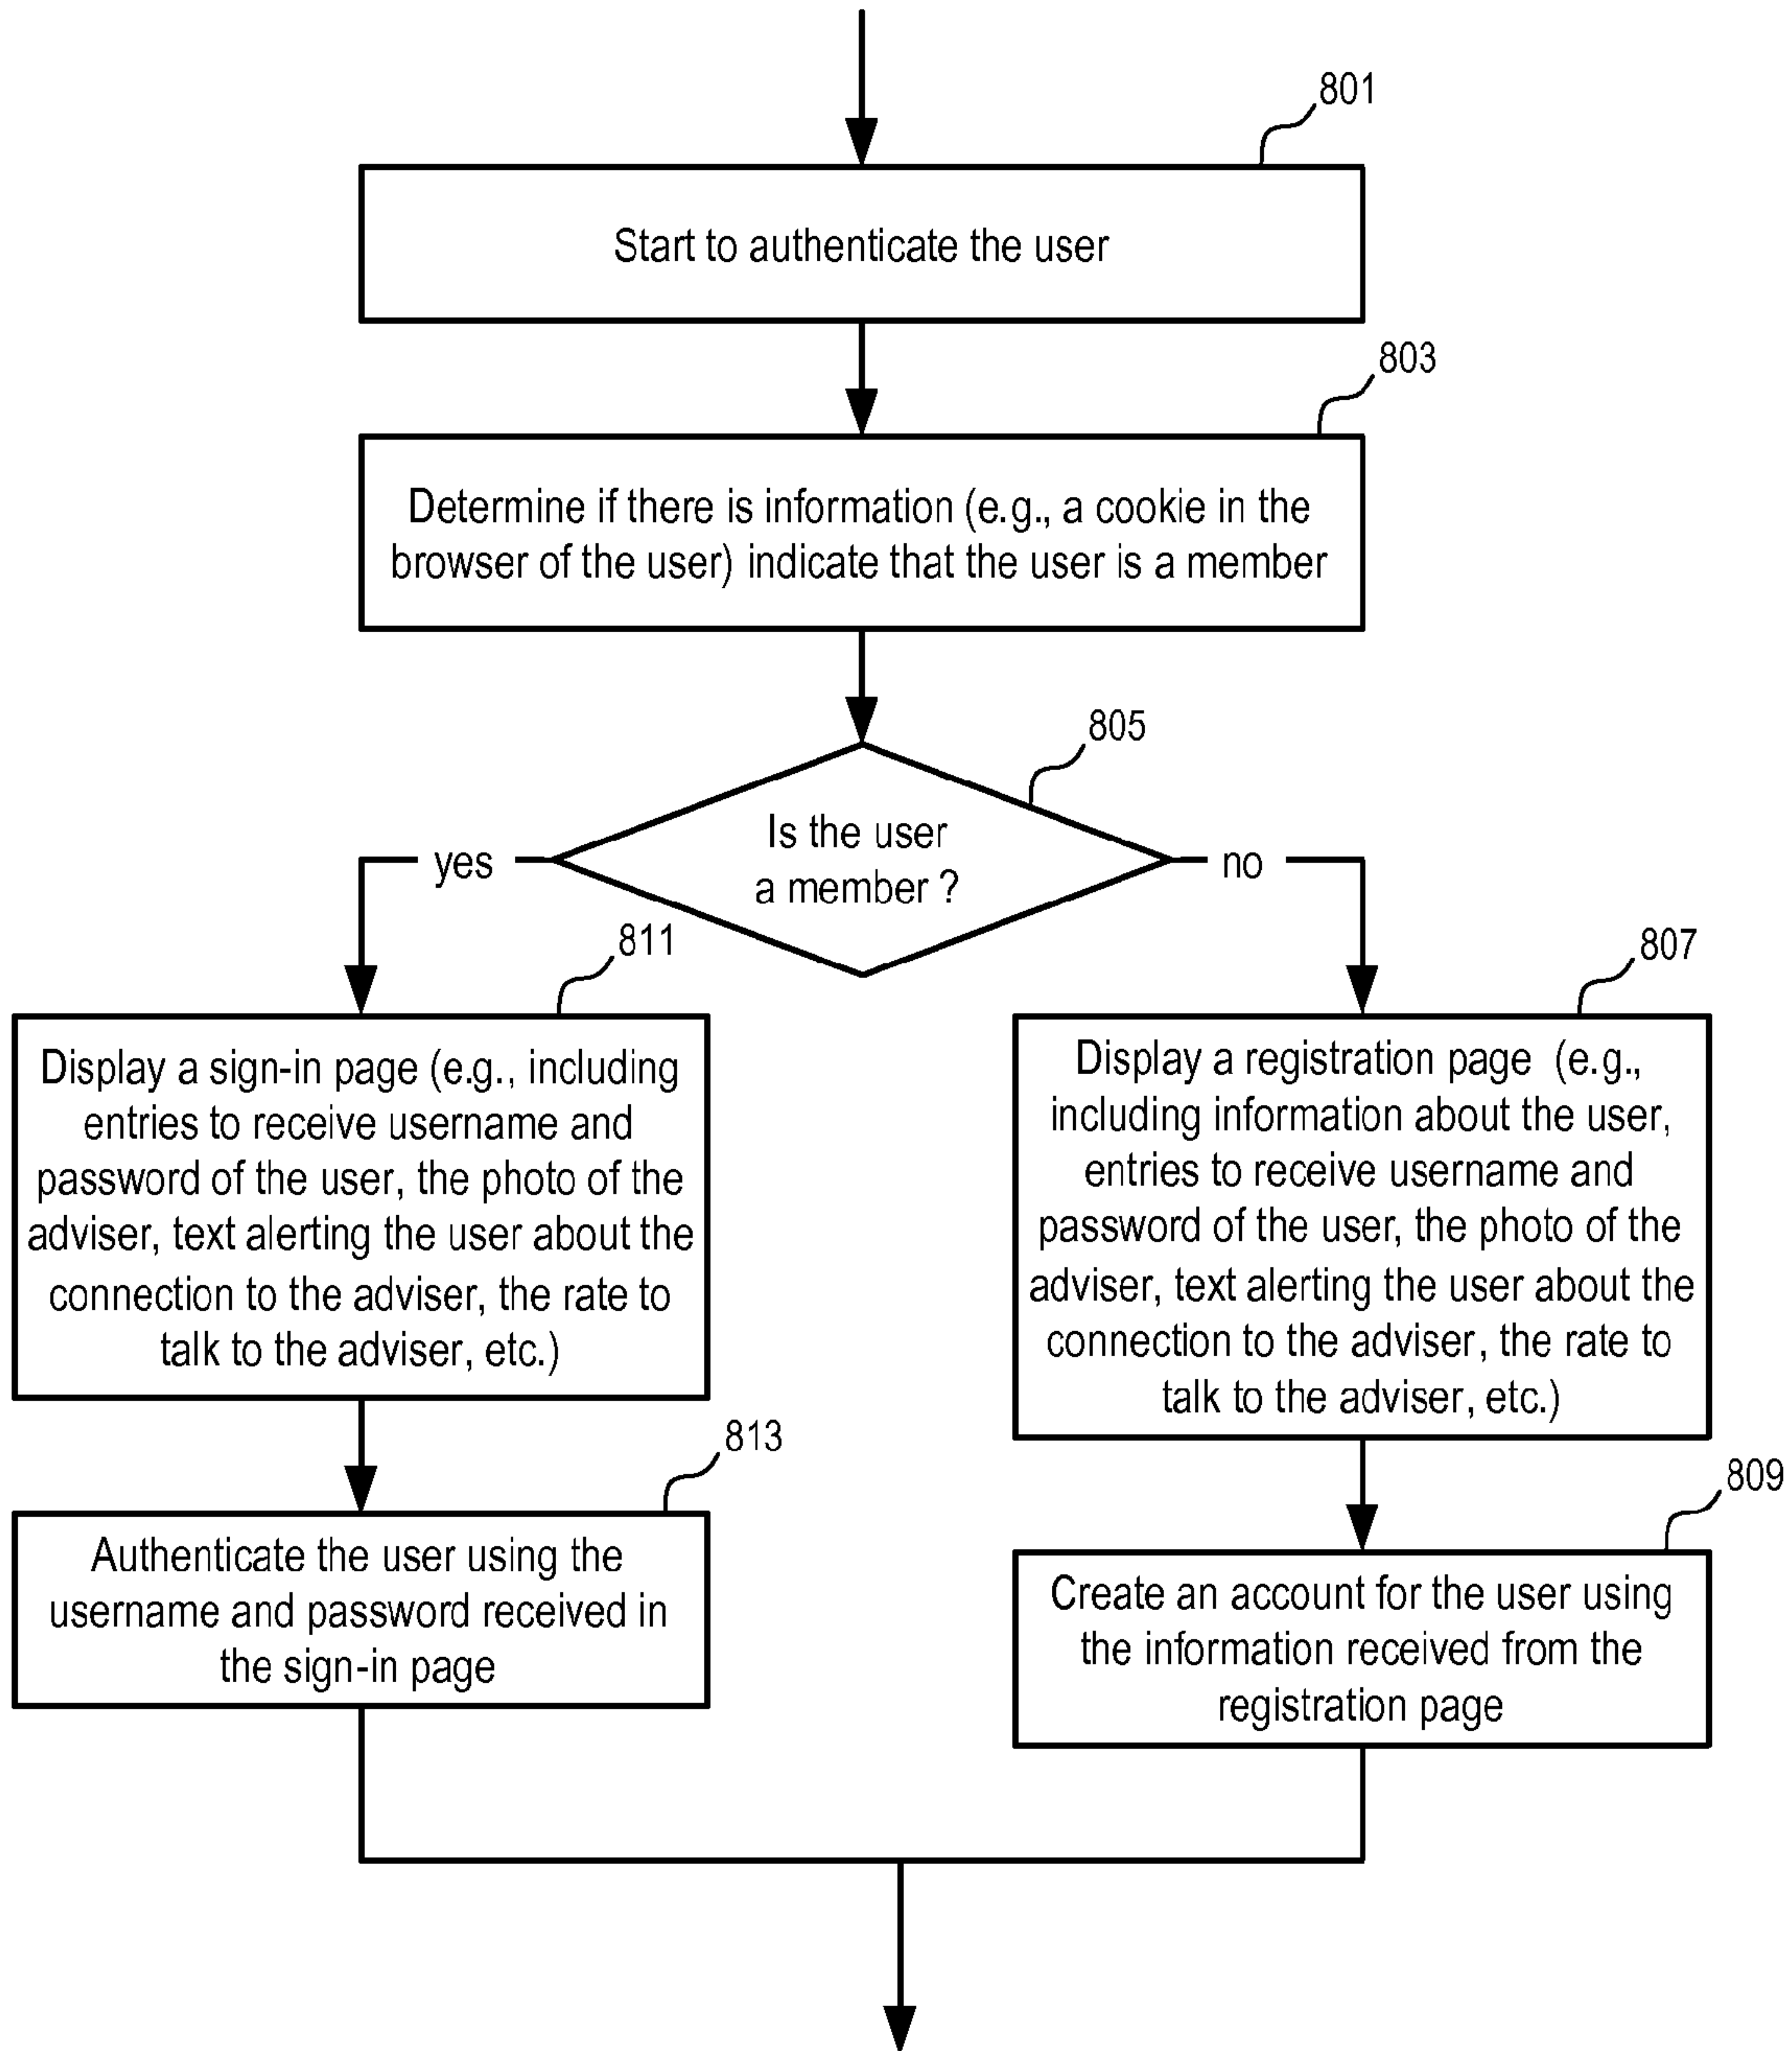 801
Start to authenticate the user
803
Determine if there is information (e.g., a cookie in the
browser of the user) indicate that the user is a member
805
Is the user
a member ?
yes
no
811
Display a sign-in page (e.g., including
entries to receive username and
password of the user, the photo of the
adviser, text alerting the user about the
connection to the adviser, the rate to
talk to the adviser, etc.)
807
Display a registration page (e.g.,
including information about the user,
entries to receive username and
password of the user, the photo of the
adviser, text alerting the user about the
connection to the adviser, the rate to
talk to the adviser, etc.)
813
Authenticate the user using the
username and password received in
the sign-in page
809
Create an account for the user using
the information received from the
registration page